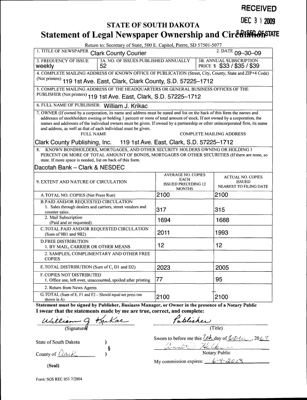 RECEIVED
DEC 31 2009
STATE OF SOUTH DAKOTA
Statement of Legal Newspaper Ownership and Circulation
Return to: Secretary of State, 500 E. Capitol, Pierre, SD 57501-5077
1. TITLE OF NEWSPAPER Clark County Courier
2. DATE 09-30-09
3. FREQUENCY OF ISSUE weekly
3A. NO. OF ISSUES PUBLISHED ANNUALLY 52
3B. ANNUAL SUBSCRIPTION PRICE $ $33 / $35 / $39
4. COMPLETE MAILING ADDRESS OF KNOWN OFFICE OF PUBLICATION (Street, City, County, State and ZIP+4 Code)
(Not Printers) 119 1st Ave. East, Clark, Clark County, S.D. 57225-1712
5. COMPLETE MAILING ADDRESS OF THE HEADQUARTERS OR GENERAL BUSINESS OFFICES OF THE
PUBLISHER (Not Printers) 119 1st Ave. East, Clark, S.D. 57225-1712
6. FULL NAME OF PUBLISHER: William J. Krikac
7. OWNER (If owned by a corporation, its name and address must be stated and list on the back of this form the names and
addresses of stockholders owning or holding 1 percent or more of total amount of stock. If not owned by a corporation, the
names and addresses of the individual owners must be given. If owned by a partnership or other unincorporated firm, its name
and address, as well as that of each individual must be given.
FULL NAME COMPLETE MAILING ADDRESS
Clark County Publishing, Inc. 119 1st Ave. East, Clark, S.D. 57225-1712
8. KNOWN BONDHOLDERS, MORTGAGES, AND OTHER SECURITY HOLDERS OWNING OR HOLDING 1
PERCENT OR MORE OF TOTAL AMOUNT OF BONDS, MORTGAGES OR OTHER SECURITIES (If there are none, so
state. If more space is needed, list on back of this form).
Dacotah Bank – Clark & NESDEC
9. EXTENT AND NATURE OF CIRCULATION
AVERAGE NO. COPIES EACH ISSUED PRECEDING 12 MONTHS
ACTUAL NO. COPIES ISSUED NEAREST TO FILING DATE
A. TOTAL NO. COPIES (Net Press Run) 2100 2100
B. PAID AND/OR REQUESTED CIRCULATION
1. Sales through dealers and carriers, street vendors and counter sales. 317 315
2. Mail Subscription (Paid and or requested) 1694 1688
C. TOTAL PAID AND/OR REQUESTED CIRCULATION (Sum of 9B1 and 9B2) 2011 1993
D. FREE DISTRIBUTION
1. BY MAIL, CARRIER OR OTHER MEANS 12 12
2. SAMPLES, COMPLIMENTARY AND OTHER FREE COPIES
E. TOTAL DISTRIBUTION (Sum of C, D1 and D2) 2023 2005
F. COPIES NOT DISTRIBUTED
1. Office use, left over, unaccounted, spoiled after printing 77 95
2. Return from News Agents
G. TOTAL (Sum of E, F1 and F2 - Should equal net press run shown in A) 2100 2100
Statement must be signed by Publisher, Business Manager, or Owner in the presence of a Notary Public
I swear that the statements made by me are true, correct, and complete:
William J. Krikac Publisher
(Signature) (Title)
State of South Dakota )
§
County of Clark )
Sworn to before me this day of
Notary Public
(Seal) My commission expires:
Form: SOS REC 051 7/2004